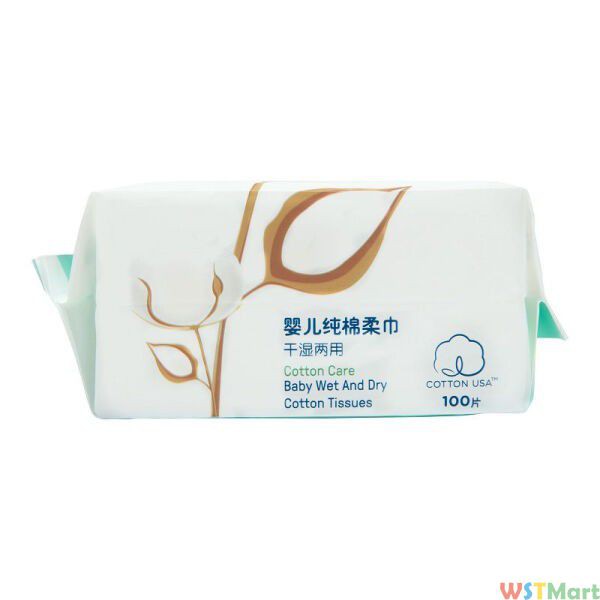 婴儿纯棉柔巾
干湿两用
Cotton Care
Baby Wet And Dry
Cotton Tissues
COTTON USA™
100片
WSTMart